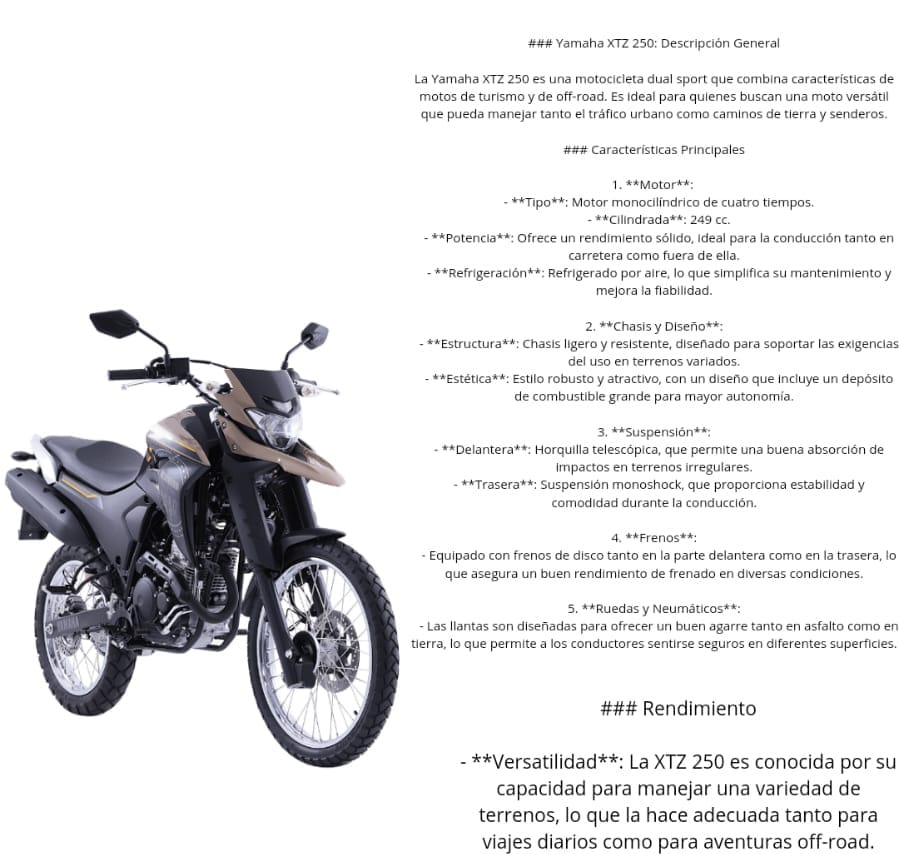 ### Yamaha XTZ 250: Descripción General
La Yamaha XTZ 250 es una motocicleta dual sport que combina características de
motos de turismo y de off-road. Es ideal para quienes buscan una moto versátil
que pueda manejar tanto el tráfico urbano como caminos de tierra y senderos.
### Características Principales
1. **Motor**:
- **Tipo**: Motor monocilíndrico de cuatro tiempos.
- **Cilindrada**: 249 cc.
- **Potencia**: Ofrece un rendimiento sólido, ideal para la conducción tanto en
carretera como fuera de ella.
- **Refrigeración**: Refrigerado por aire, lo que simplifica su mantenimiento y
mejora la fiabilidad.
2. **Chasis y Diseño**:
- **Estructura**: Chasis ligero y resistente, diseñado para soportar las exigencias
del uso en terrenos variados.
- **Estética**: Estilo robusto y atractivo, con un diseño que incluye un depósito
de combustible grande para mayor autonomía.
3. **Suspensión**:
- **Delantera**: Horquilla telescópica, que permite una buena absorción de
impactos en terrenos irregulares.
- **Trasera**: Suspensión monoshock, que proporciona estabilidad y
comodidad durante la conducción.
4. **Frenos**:
- Equipado con frenos de disco tanto en la parte delantera como en la trasera, lo
que asegura un buen rendimiento de frenado en diversas condiciones.
5. **Ruedas y Neumáticos**:
- Las llantas son diseñadas para ofrecer un buen agarre tanto en asfalto como en
tierra, lo que permite a los conductores sentirse seguros en diferentes superficies.
### Rendimiento
- **Versatilidad**: La XTZ 250 es conocida por su
capacidad para manejar una variedad de
terrenos, lo que la hace adecuada tanto para
viajes diarios como para aventuras off-road.
YAMAHA